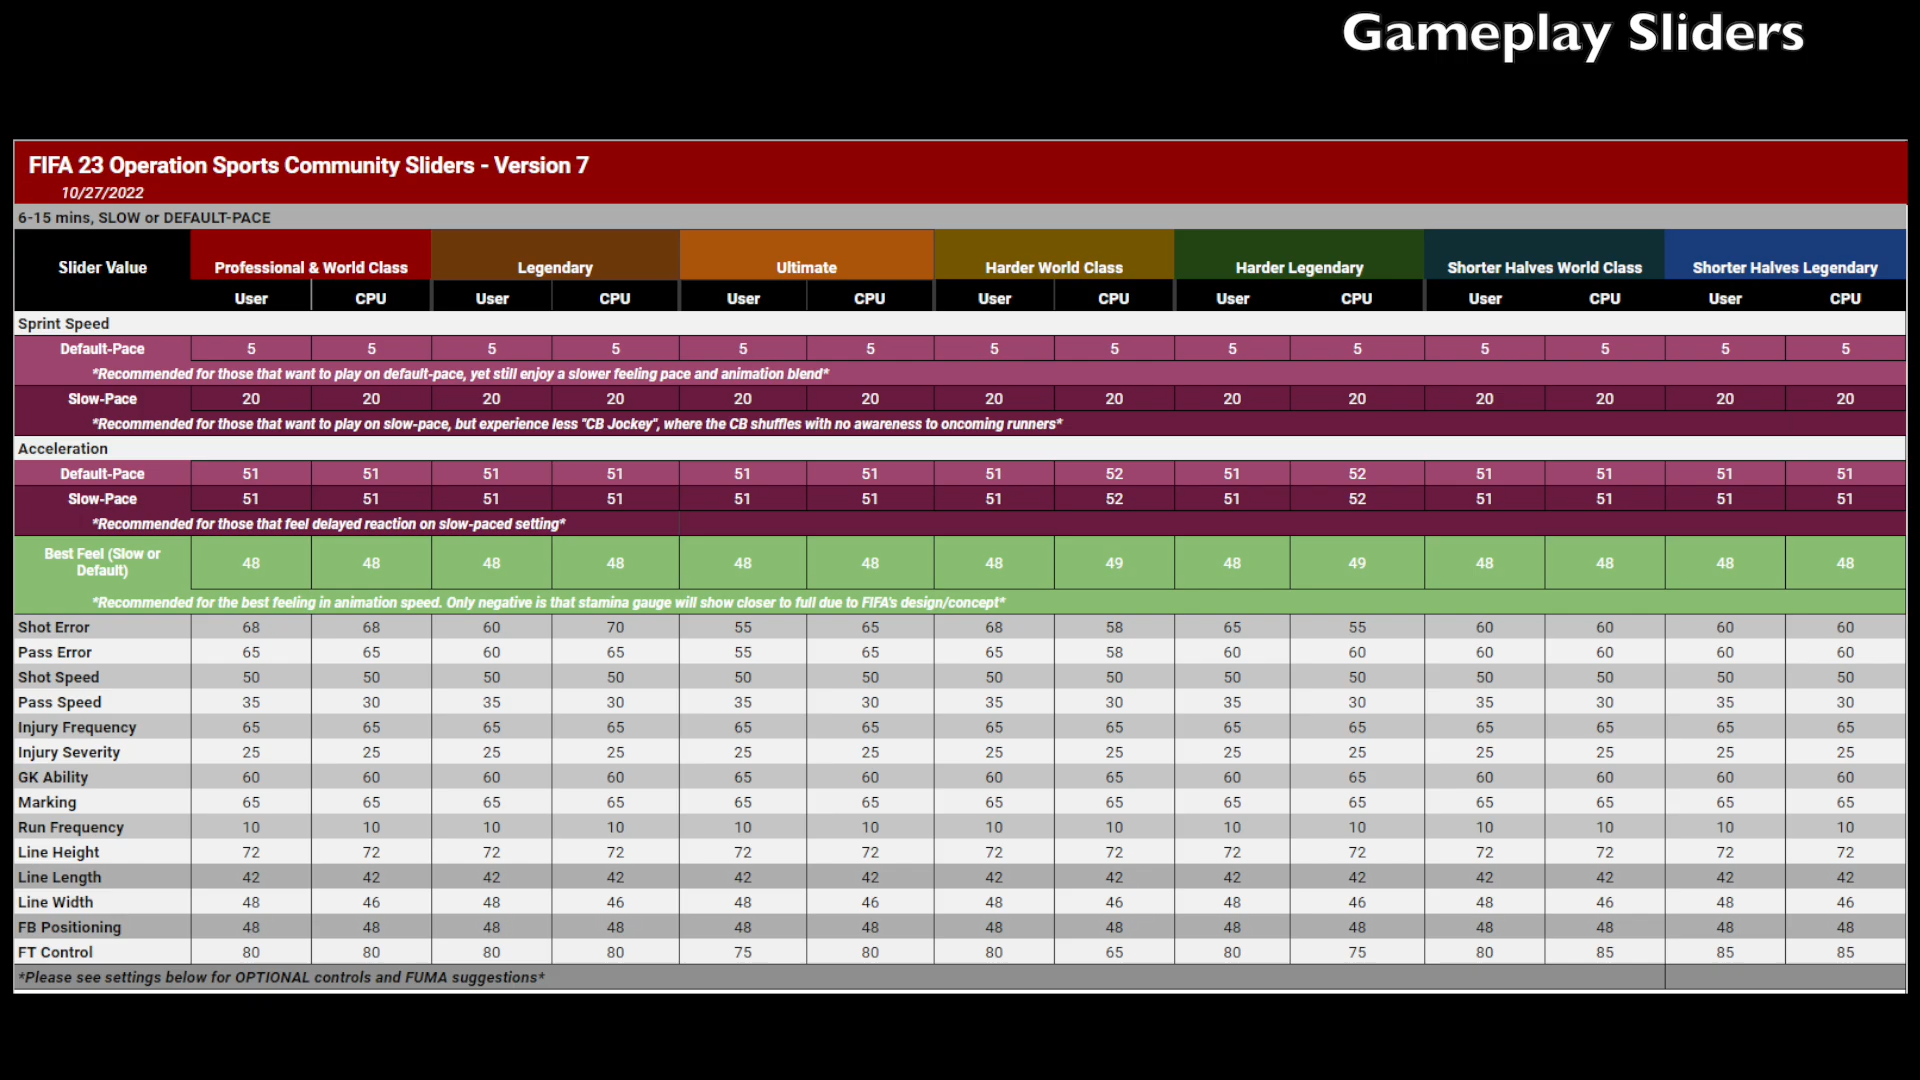 Gameplay Sliders
FIFA 23 Operation Sports Community Sliders - Version 7
10/27/2022
6-15 mins, SLOW or DEFAULT-PACE
Slider Value Professional & World Class Legendary Ultimate Harder World Class Harder Legendary Shorter Halves World Class Shorter Halves Legendary
User CPU User CPU User CPU User CPU User CPU User CPU User CPU
Sprint Speed
Default-Pace 5 5 5 5 5 5 5 5 5 5 5 5 5 5
*Recommended for those that want to play on default-pace, yet still enjoy a slower feeling pace and animation blend*
Slow-Pace 20 20 20 20 20 20 20 20 20 20 20 20 20 20
*Recommended for those that want to play on slow-pace, but experience less "CB Jockey", where the CB shuffles with no awareness to oncoming runners*
Acceleration
Default-Pace 51 51 51 51 51 51 51 52 51 52 51 51 51 51
Slow-Pace 51 51 51 51 51 51 51 52 51 52 51 51 51 51
*Recommended for those that feel delayed reaction on slow-paced setting*
Best Feel (Slow or
Default) 48 48 48 48 48 48 48 49 48 49 48 48 48 48
*Recommended for the best feeling in animation speed. Only negative is that stamina gauge will show closer to full due to FIFA's design/concept*
Shot Error 68 68 60 70 55 65 68 58 65 55 60 60 60 60
Pass Error 65 65 60 65 55 65 65 58 60 60 60 60 60 60
Shot Speed 50 50 50 50 50 50 50 50 50 50 50 50 50 50
Pass Speed 35 30 35 30 35 30 35 30 35 30 35 30 35 30
Injury Frequency 65 65 65 65 65 65 65 65 65 65 65 65 65 65
Injury Severity 25 25 25 25 25 25 25 25 25 25 25 25 25 25
GK Ability 60 60 60 60 65 60 60 65 60 65 60 60 60 60
Marking 65 65 65 65 65 65 65 65 65 65 65 65 65 65
Run Frequency 10 10 10 10 10 10 10 10 10 10 10 10 10 10
Line Height 72 72 72 72 72 72 72 72 72 72 72 72 72 72
Line Length 42 42 42 42 42 42 42 42 42 42 42 42 42 42
Line Width 48 46 48 46 48 46 48 46 48 46 48 46 48 46
FB Positioning 48 48 48 48 48 48 48 48 48 48 48 48 48 48
FT Control 80 80 80 80 75 80 80 65 80 75 80 85 85 85
*Please see settings below for OPTIONAL controls and FUMA suggestions*